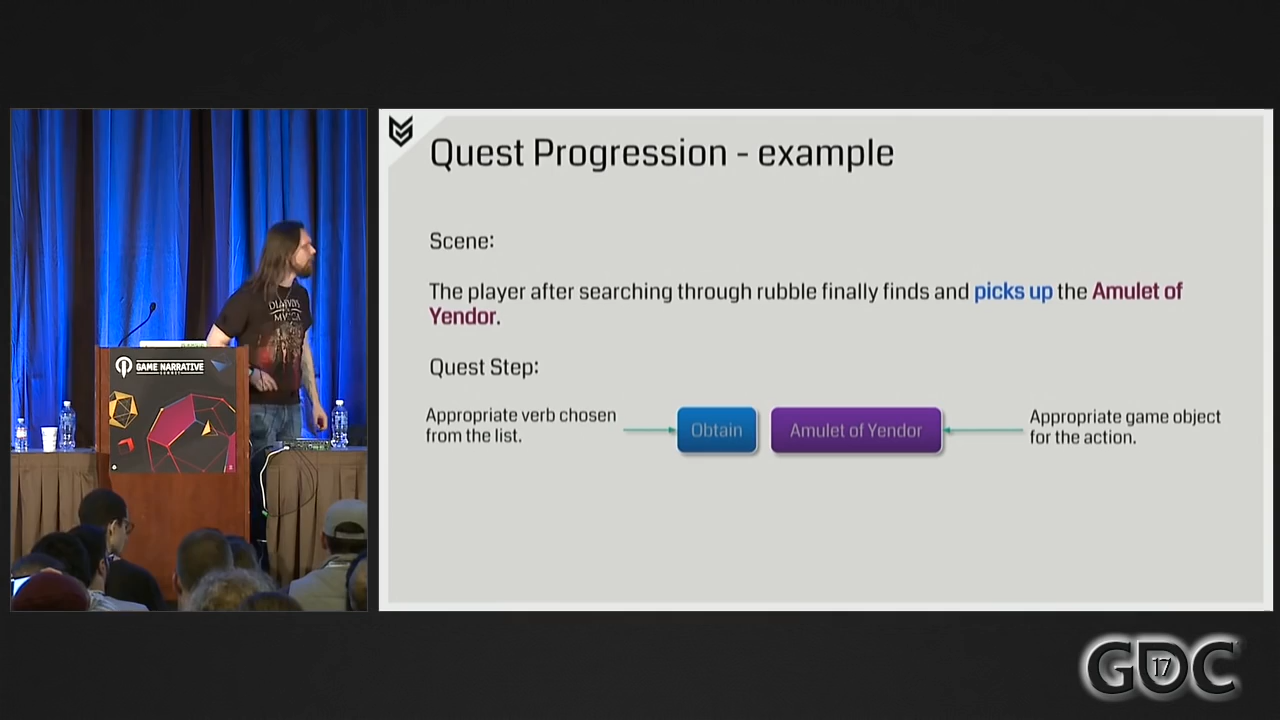 Quest Progression - example
Scene:
The player after searching through rubble finally finds and picks up the Amulet of
Yendor.
Quest Step:
Appropriate verb chosen
from the list.
Obtain
Amulet of Yendor
Appropriate game object
for the action.
GAME NARRATIVE
SUMMIT
GDC
17